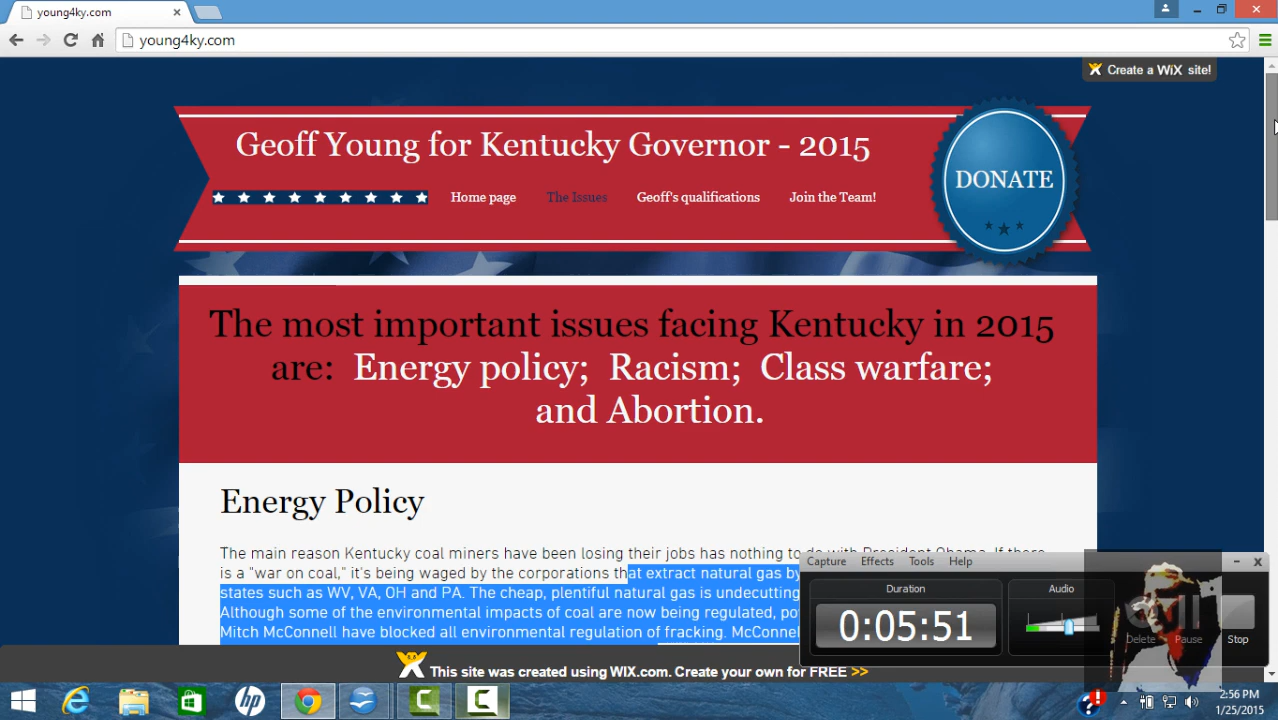 young4ky.com
young4ky.com
Create a WiX site!
Geoff Young for Kentucky Governor - 2015
Home page
The Issues
Geoff's qualifications
Join the Team!
DONATE
The most important issues facing Kentucky in 2015
are: Energy policy; Racism; Class warfare;
and Abortion.
Energy Policy
The main reason Kentucky coal miners have been losing their jobs has nothing to do with President Obama. If there
is a "war on coal," it's being waged by the corporations that extract natural gas by
states such as WV, VA, OH and PA. The cheap, plentiful natural gas is undercutting
Although some of the environmental impacts of coal are now being regulated,
Mitch McConnell have blocked all environmental regulation of fracking.
Capture
Effects
Tools
Help
Duration
Audio
0:05:51
Delete
Pause
Stop
This site was created using WIX.com. Create your own for FREE >>
2:56 PM
1/25/2015